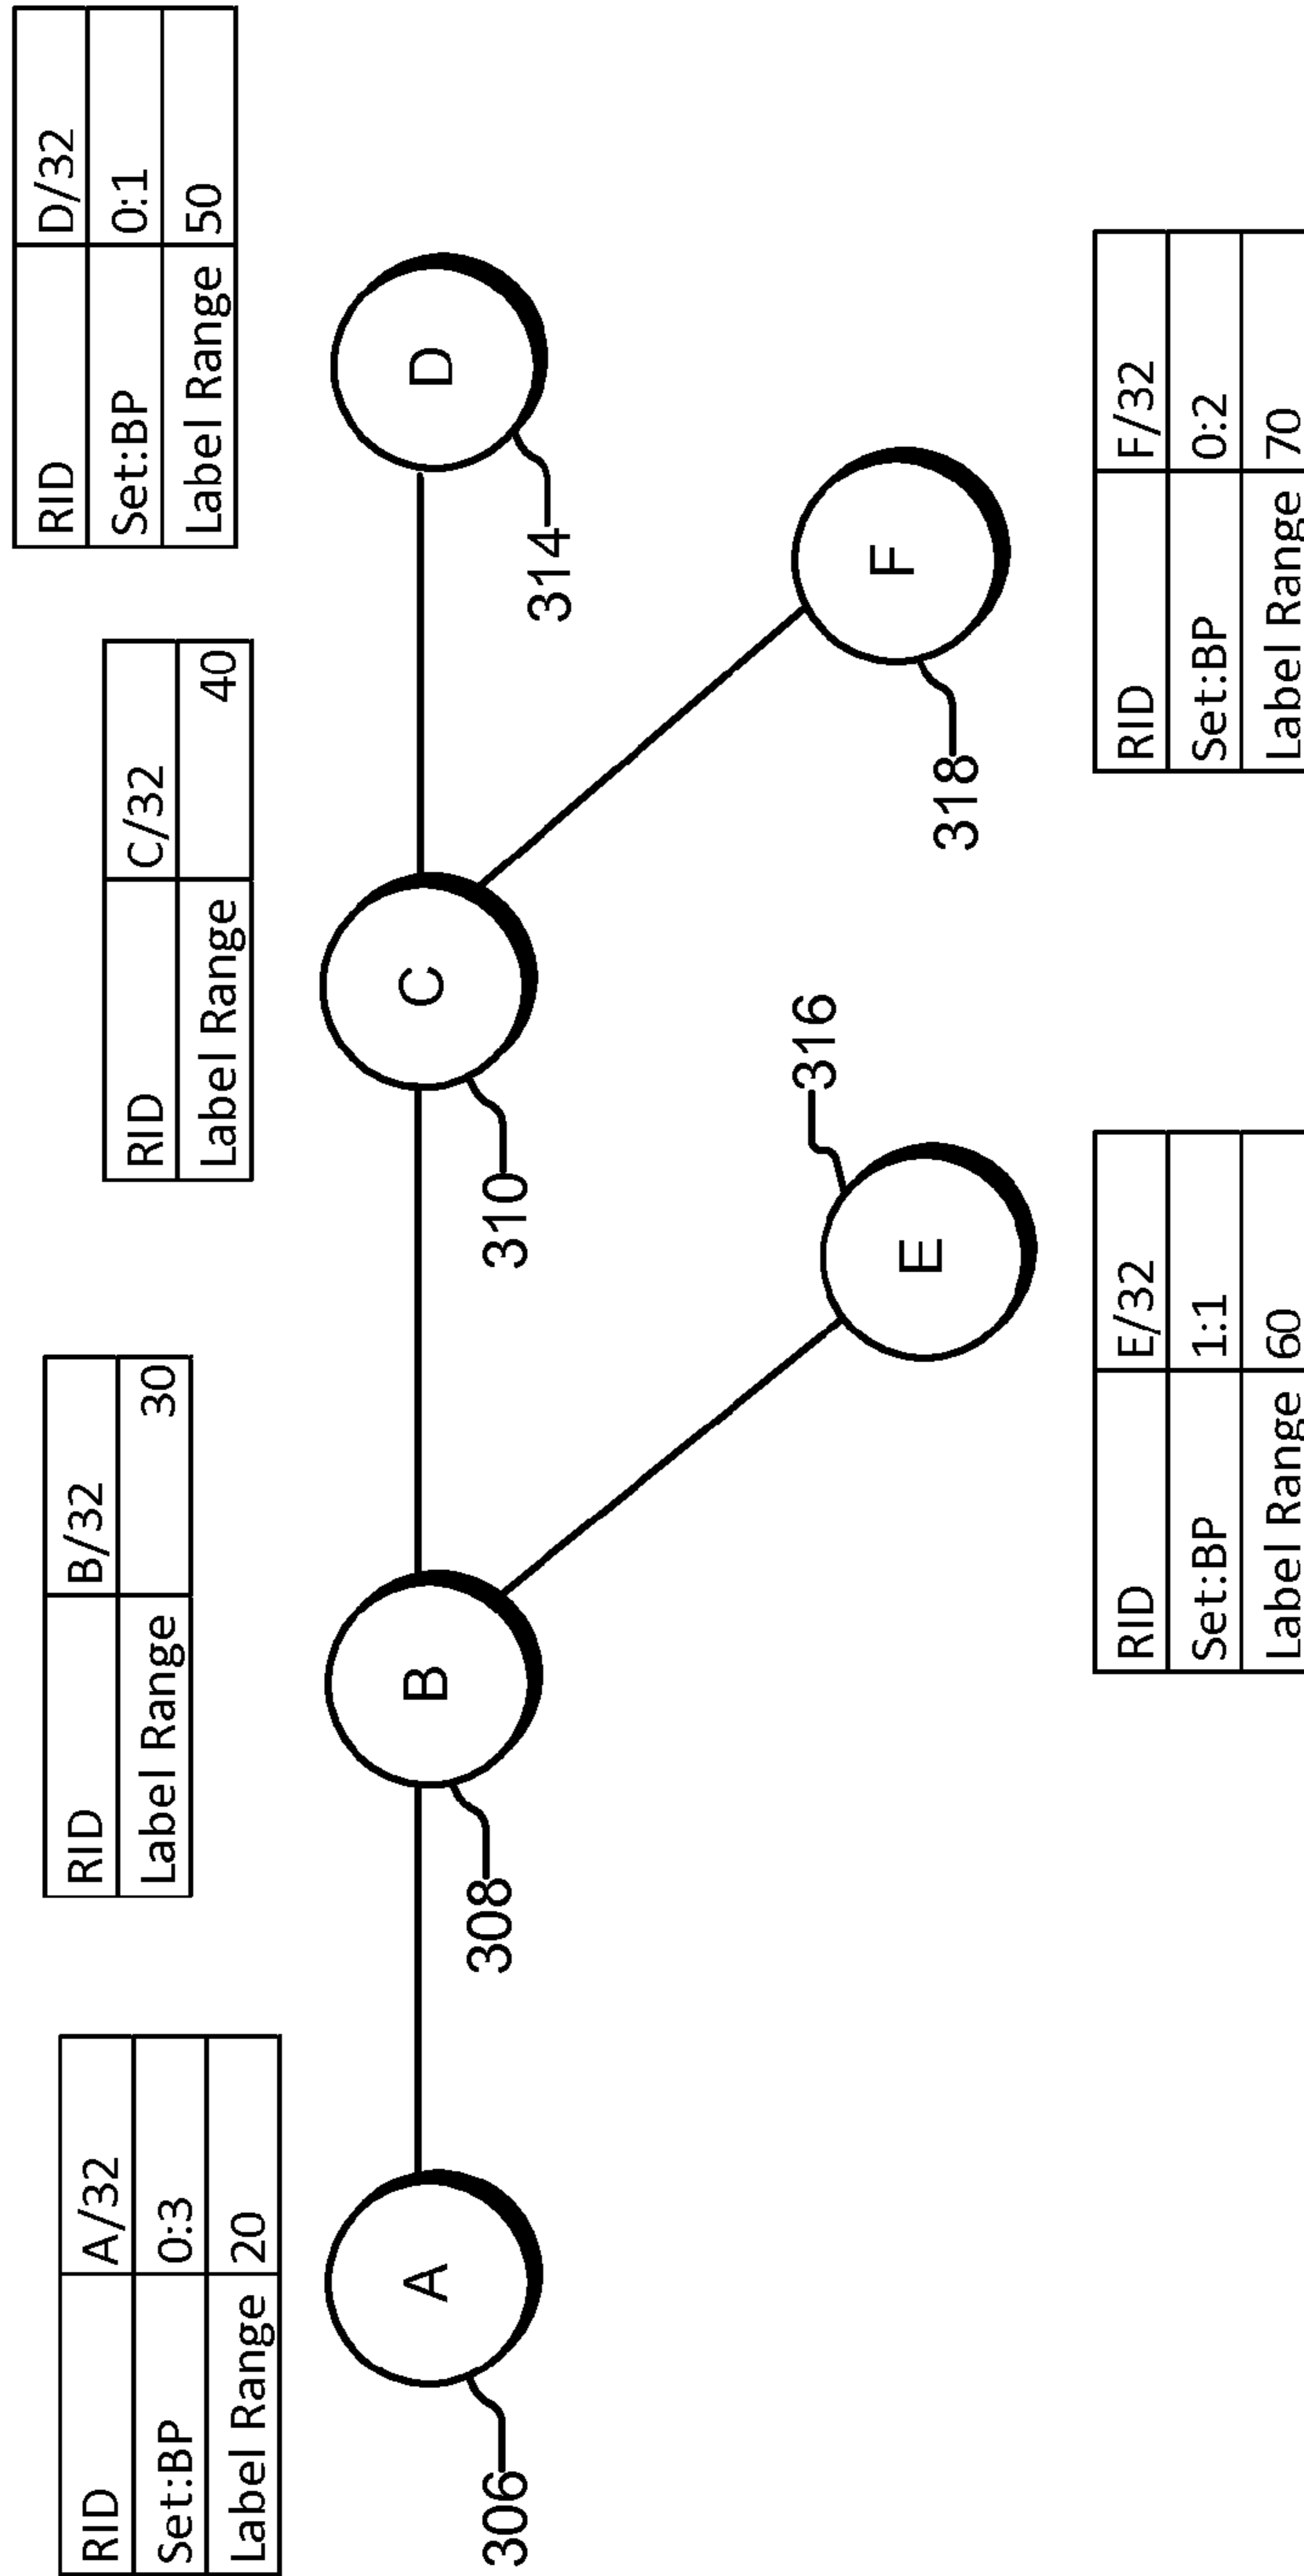 RID A/32
Set:BP 0:3
Label Range 20
RID B/32
Label Range 30
RID C/32
Label Range 40
RID D/32
Set:BP 0:1
Label Range 50
A
B
C
D
306
308
310
314
E
F
316
318
RID E/32
Set:BP 1:1
Label Range 60
RID F/32
Set:BP 0:2
Label Range 70